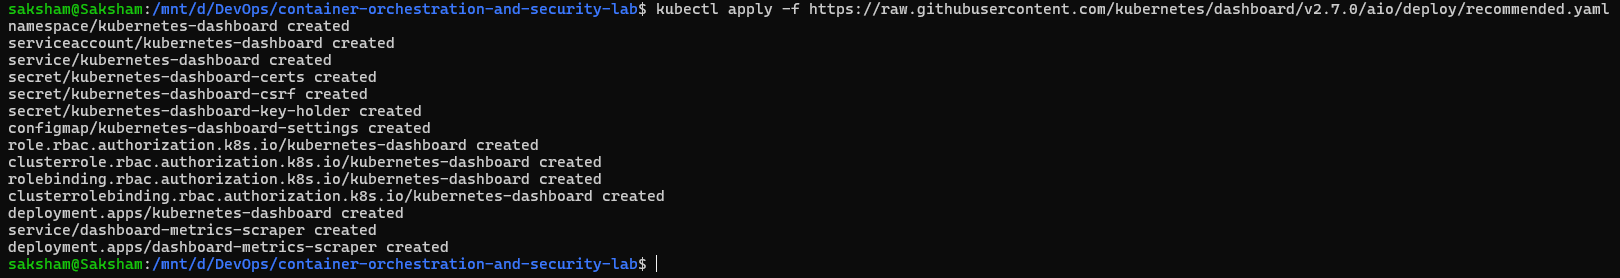 saksham@Saksham:/mnt/d/DevOps/container-orchestration-and-security-lab$ kubectl apply -f https://raw.githubusercontent.com/kubernetes/dashboard/v2.7.0/aio/deploy/recommended.yaml
namespace/kubernetes-dashboard created
serviceaccount/kubernetes-dashboard created
service/kubernetes-dashboard created
secret/kubernetes-dashboard-certs created
secret/kubernetes-dashboard-csrf created
secret/kubernetes-dashboard-key-holder created
configmap/kubernetes-dashboard-settings created
role.rbac.authorization.k8s.io/kubernetes-dashboard created
clusterrole.rbac.authorization.k8s.io/kubernetes-dashboard created
rolebinding.rbac.authorization.k8s.io/kubernetes-dashboard created
clusterrolebinding.rbac.authorization.k8s.io/kubernetes-dashboard created
deployment.apps/kubernetes-dashboard created
service/dashboard-metrics-scraper created
deployment.apps/dashboard-metrics-scraper created
saksham@Saksham:/mnt/d/DevOps/container-orchestration-and-security-lab$